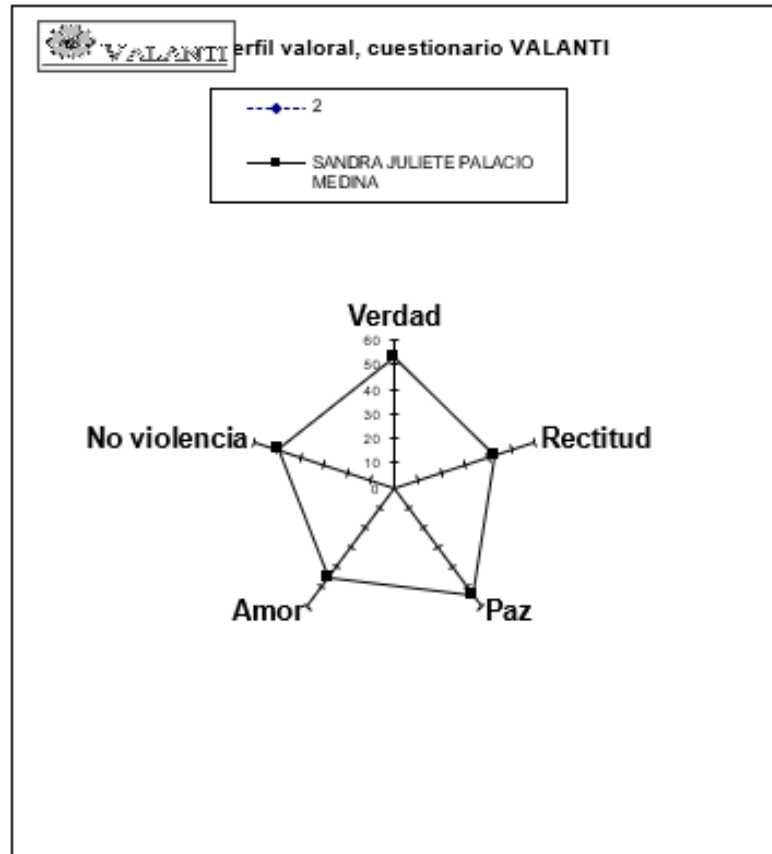 VALANTI erfil valoral, cuestionario VALANTI
2
SANDRA JULIETE PALACIO
MEDINA
Verdad
60
50
40
30
20
10
0
No violencia
Rectitud
Amor
Paz